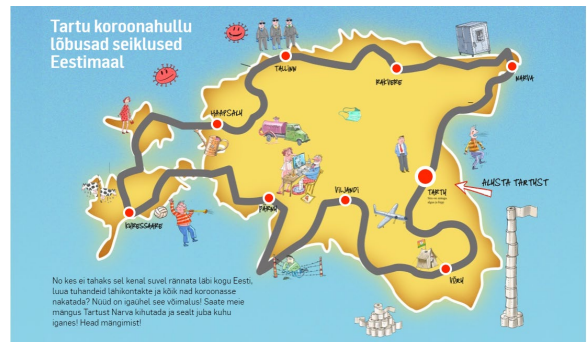 Tartu koroonahullu
lõbusad seiklused
Eestimaal
TALLINN
RAKVERE
NARVA
HAAPSALU
TARTU
ALUSTA TARTUST
KURESSAARE
PÄRNU
VILJANDI
VÕRU
No kes ei tahaks sel kenal suvel rännata läbi kogu Eesti,
luua tuhandeid lähikontakte ja kõik nad koroonasse
nakatada? Nüüd on igaühel see võimalus! Saate meie
mängus Tartust Narva kihutada ja sealt juba kuhu
iganes! Head mängimist!